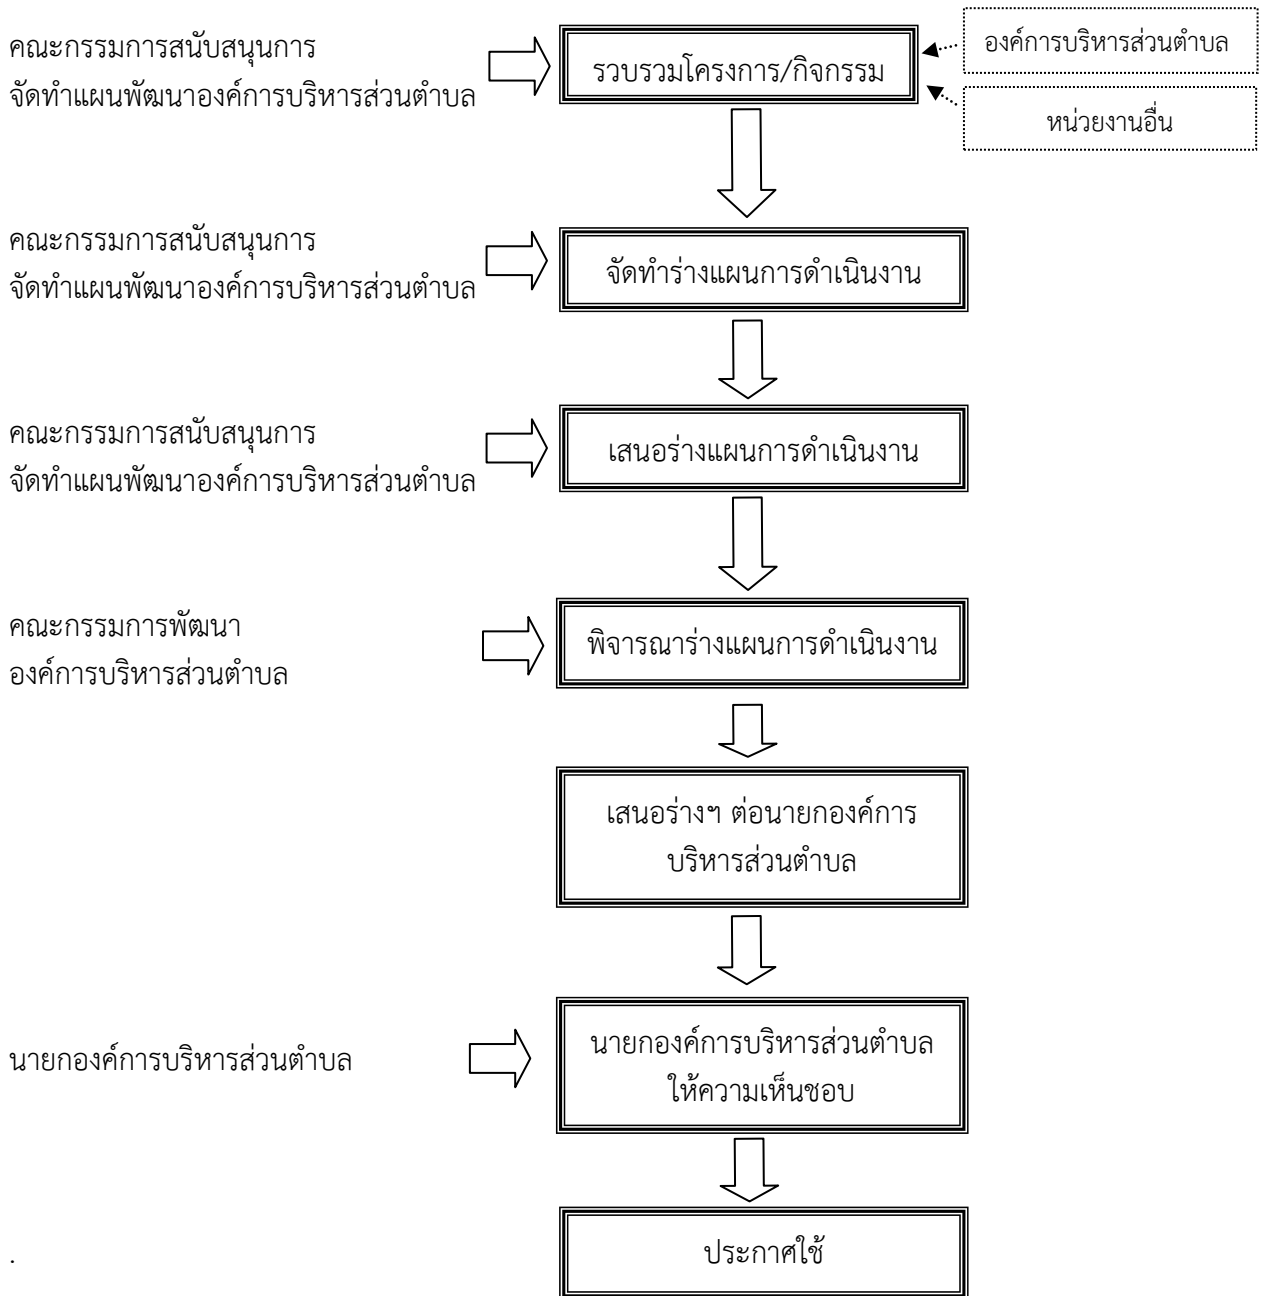 คณะกรรมการสนับสนุนการ
จัดทำแผนพัฒนาองค์การบริหารส่วนตำบล
รวบรวมโครงการ/กิจกรรม
องค์การบริหารส่วนตำบล
หน่วยงานอื่น
คณะกรรมการสนับสนุนการ
จัดทำแผนพัฒนาองค์การบริหารส่วนตำบล
จัดทำร่างแผนการดำเนินงาน
คณะกรรมการสนับสนุนการ
จัดทำแผนพัฒนาองค์การบริหารส่วนตำบล
เสนอร่างแผนการดำเนินงาน
คณะกรรมการพัฒนา
องค์การบริหารส่วนตำบล
พิจารณาร่างแผนการดำเนินงาน
เสนอร่างฯ ต่อนายกองค์การ
บริหารส่วนตำบล
นายกองค์การบริหารส่วนตำบล
นายกองค์การบริหารส่วนตำบล
ให้ความเห็นชอบ
.
ประกาศใช้